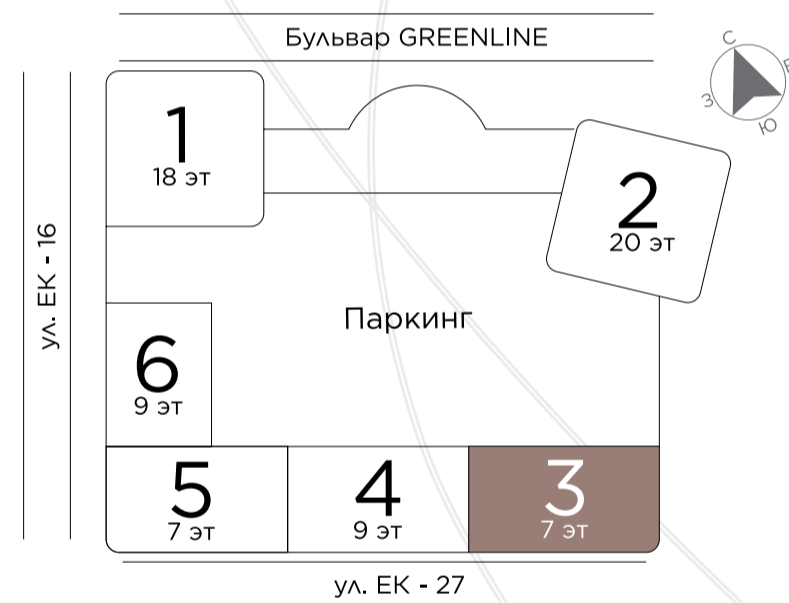 Бульвар GREENLINE
С
В
З
Ю
1
18 эт
2
20 эт
ул. ЕК - 16
Паркинг
6
9 эт
5
7 эт
4
9 эт
3
7 эт
ул. ЕК - 27